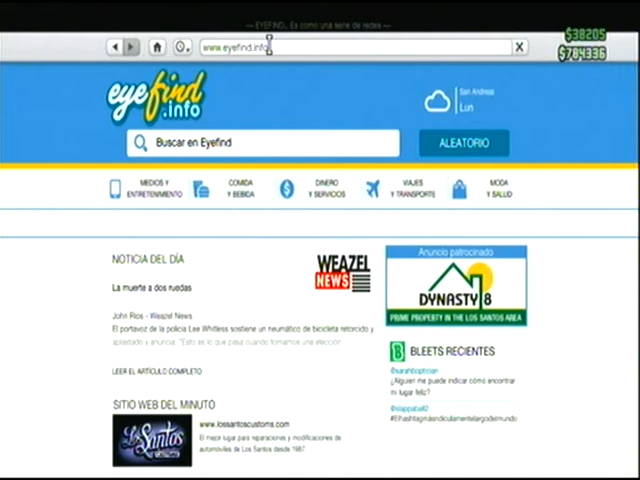 — EYEFIND... Es como una serie de redes —
$38205
$784336
www.eyefind.info
X
eyefind
.info
San Andreas
Lun
Buscar en Eyefind
ALEATORIO
MEDIOS Y
ENTRETENIMIENTO
COMIDA
Y BEBIDA
DINERO
Y SERVICIOS
VIAJES
Y TRANSPORTE
MODA
Y SALUD
NOTICIA DEL DÍA
WEAZEL
NEWS
La muerte a dos ruedas
John Rios - Weazel News
El portavoz de la policía Lee Whitless sostiene un neumático de bicicleta retorcido y
aplastado y anuncia: "Esto es lo que pasa cuando tomamos una elección
LEER EL ARTÍCULO COMPLETO
SITIO WEB DEL MINUTO
Los Santos
CUSTOMS
www.lossantoscustoms.com
El mejor lugar para reparaciones y modificaciones de
automóviles de Los Santos desde 1987
Anuncio patrocinado
DYNASTY 8
PRIME PROPERTY IN THE LOS SANTOS AREA
BLEETS RECIENTES
@sarahboptician
¿Alguien me puede indicar cómo encontrar
mi lugar feliz?
@slappaball2
#Elhashtagmásridículamentelargodelmundo